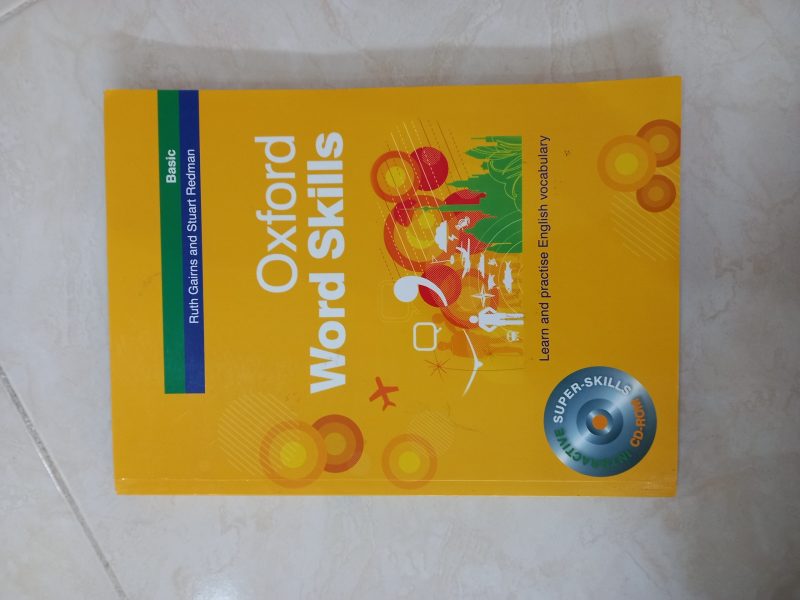 Basic
Ruth Gairns and Stuart Redman
Oxford
Word Skills
Learn and practise English vocabulary
INTERACTIVE SUPER-SKILLS
CD-ROM